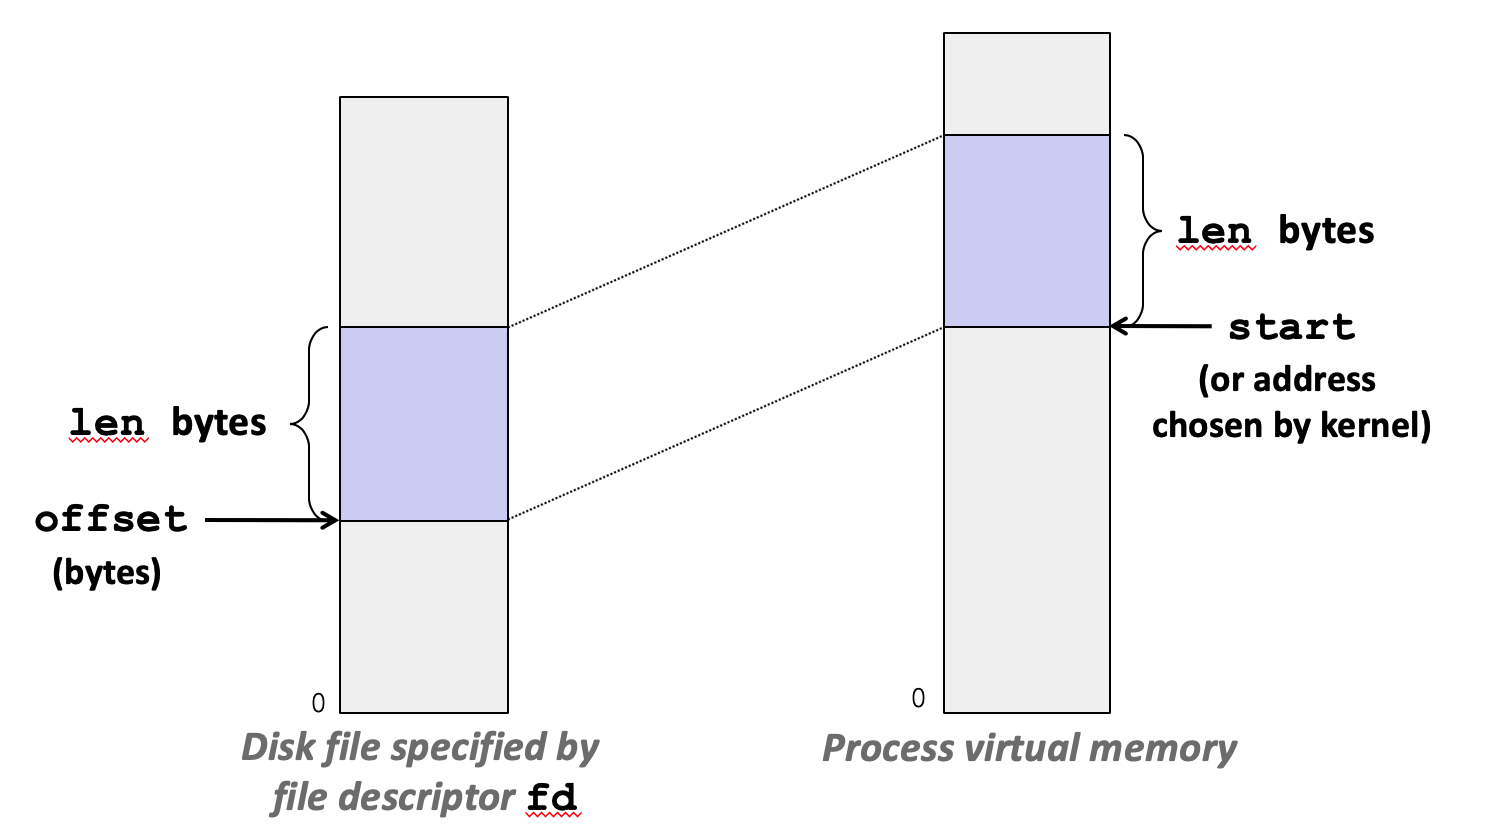 len bytes
start
(or address
chosen by kernel)
len bytes
offset
(bytes)
0
0
Disk file specified by
file descriptor fd
Process virtual memory